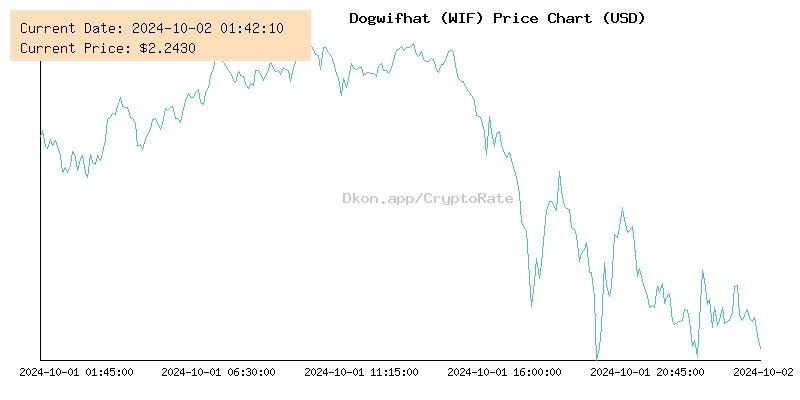 Dogwifhat (WIF) Price Chart (USD)
Current Date: 2024-10-02 01:42:10
Current Price: $2.2430
Dkon.app/CryptoRate
2024-10-01 01:45:00 2024-10-01 06:30:00 2024-10-01 11:15:00 2024-10-01 16:00:00 2024-10-01 20:45:00 2024-10-02